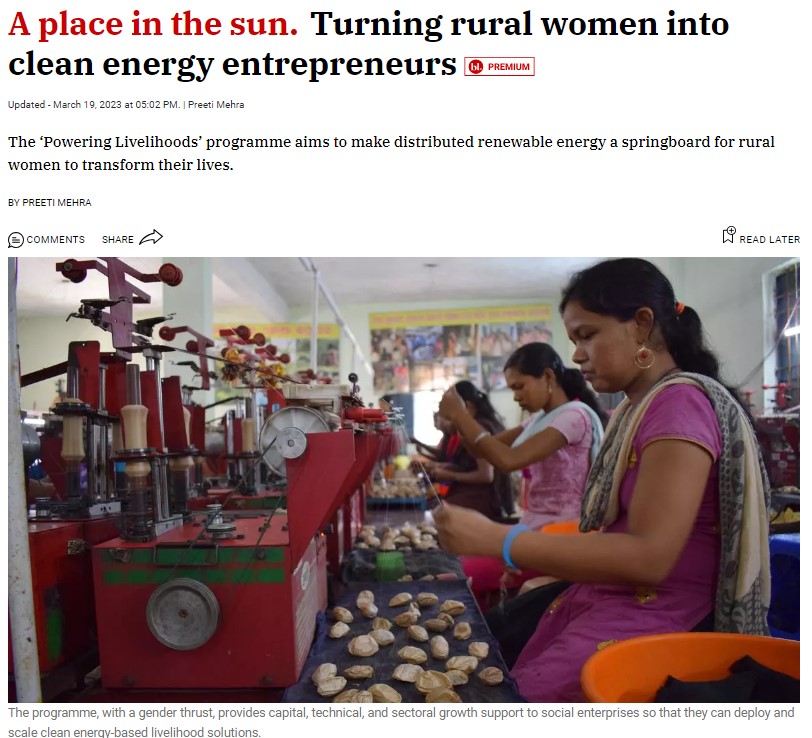 A place in the sun. Turning rural women into
clean energy entrepreneurs bl. PREMIUM
Updated - March 19, 2023 at 05:02 PM. | Preeti Mehra
The ‘Powering Livelihoods’ programme aims to make distributed renewable energy a springboard for rural
women to transform their lives.
BY PREETI MEHRA
COMMENTS SHARE READ LATER
The programme, with a gender thrust, provides capital, technical, and sectoral growth support to social enterprises so that they can deploy and
scale clean energy-based livelihood solutions.